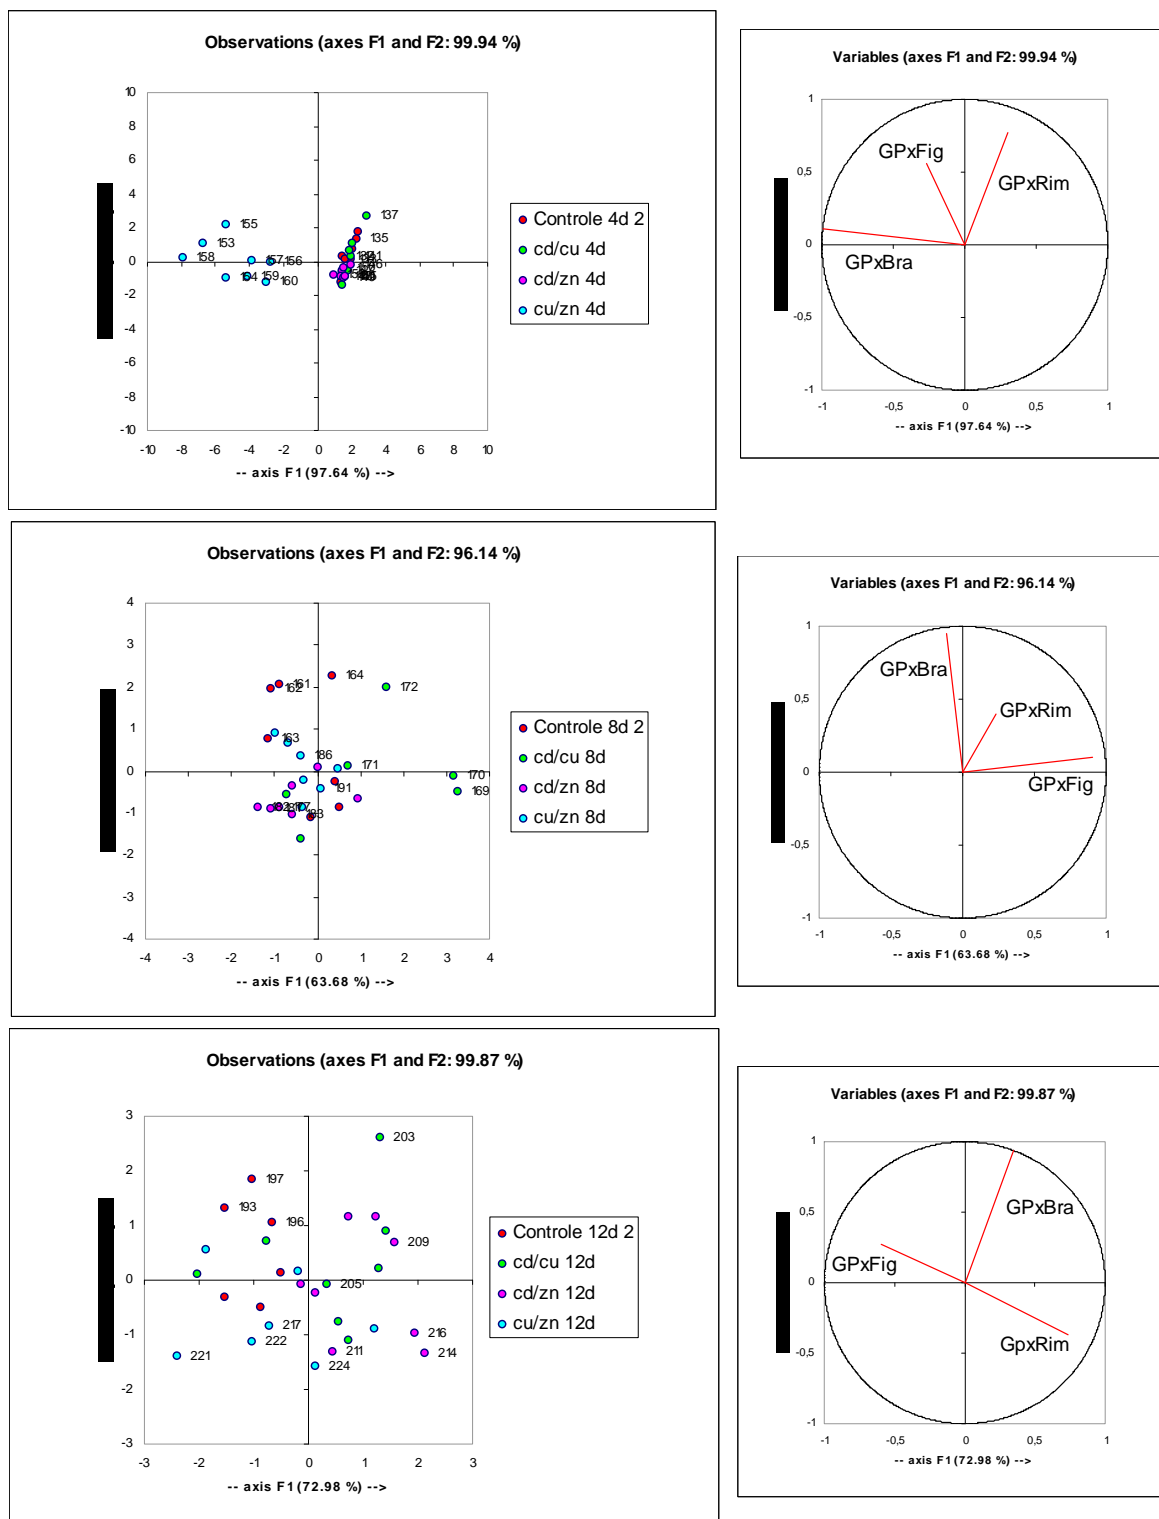 Observations (axes F1 and F2: 99.94 %)
10
8
6
4
2
0
-2
-4
-6
-8
-10
-10 -8 -6 -4 -2 0 2 4 6 8 10
-- axis F1 (97.64 %) -->
155
153
158
157
156
154
159
160
137
135
Controle 4d 2
cd/cu 4d
cd/zn 4d
cu/zn 4d
Variables (axes F1 and F2: 99.94 %)
1
0,5
0
-0,5
-1
-1 -0,5 0 0,5 1
-- axis F1 (97.64 %) -->
GPxFig
GPxRim
GPxBra
Observations (axes F1 and F2: 96.14 %)
4
3
2
1
0
-1
-2
-3
-4
-4 -3 -2 -1 0 1 2 3 4
-- axis F1 (63.68 %) -->
164
161
162
172
163
186
171
170
169
191
Controle 8d 2
cd/cu 8d
cd/zn 8d
cu/zn 8d
Variables (axes F1 and F2: 96.14 %)
1
0,5
0
-0,5
-1
-1 -0,5 0 0,5 1
-- axis F1 (63.68 %) -->
GPxBra
GPxRim
GPxFig
Observations (axes F1 and F2: 99.87 %)
3
2
1
0
-1
-2
-3
-3 -2 -1 0 1 2 3
-- axis F1 (72.98 %) -->
203
197
193
196
209
205
217
222
221
211
224
216
214
Controle 12d 2
cd/cu 12d
cd/zn 12d
cu/zn 12d
Variables (axes F1 and F2: 99.87 %)
1
0,5
0
-0,5
-1
-1 -0,5 0 0,5 1
-- axis F1 (72.98 %) -->
GPxBra
GPxFig
GpxRim